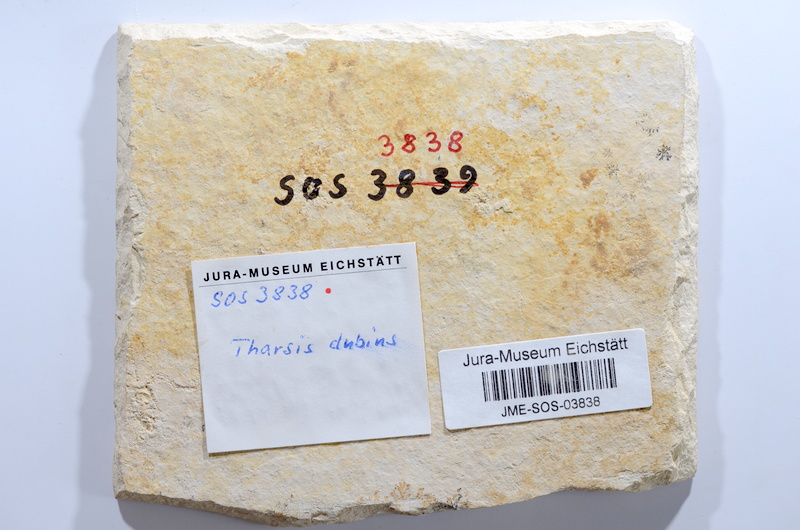 3838
SOS 3839
JURA-MUSEUM EICHSTÄTT
SOS 3838
Tharsis dubius
Jura-Museum Eichstätt
JME-SOS-03838